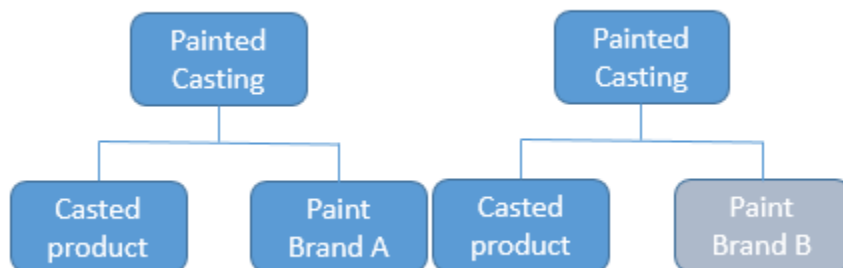 Painted
Casting
Painted
Casting
Casted
product
Paint
Brand A
Casted
product
Paint
Brand B